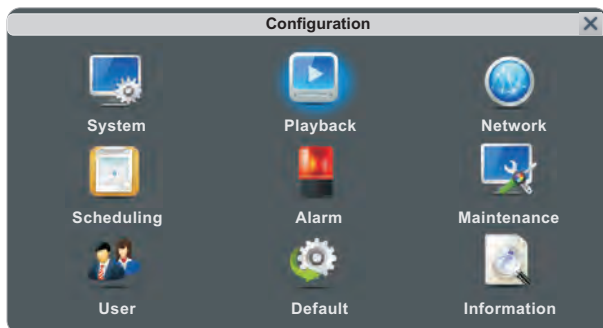 Configuration
System Playback Network
Scheduling Alarm Maintenance
User Default Information